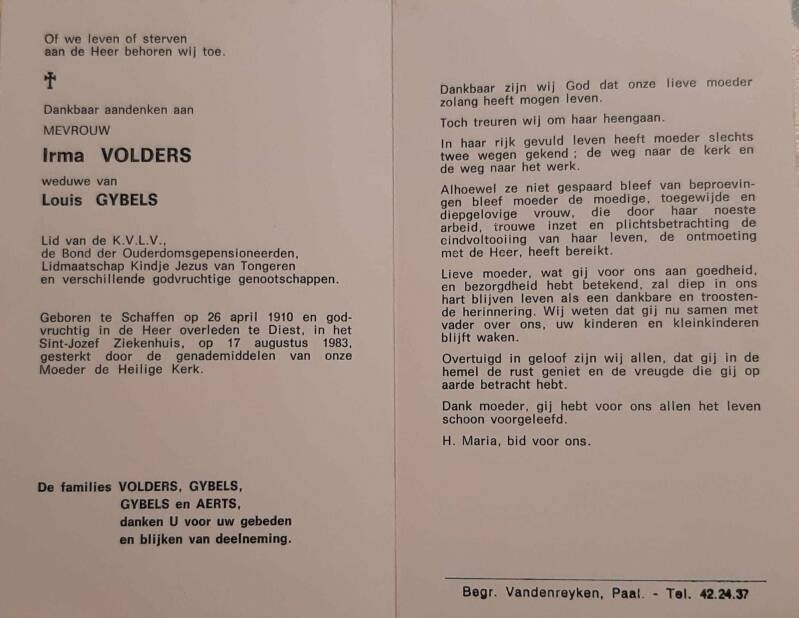 Of we leven of sterven
aan de Heer behoren wij toe.
Dankbaar aandenken aan
MEVROUW
Irma VOLDERS
weduwe van
Louis GYBELS
Lid van de K.V.L.V.,
de Bond der Ouderdomsgepensioneerden,
Lidmaatschap Kindje Jezus van Tongeren
en verschillende godvruchtige genootschappen.
Geboren te Schaffen op 26 april 1910 en god-
vruchtig in de Heer overleden te Diest, in het
Sint-Jozef Ziekenhuis, op 17 augustus 1983,
gesterkt door de genademiddelen van onze
Moeder de Heilige Kerk.
De families VOLDERS, GYBELS,
GYBELS en AERTS,
danken U voor uw gebeden
en blijken van deelneming.
Dankbaar zijn wij God dat onze lieve moeder
zolang heeft mogen leven.
Toch treuren wij om haar heengaan.
In haar rijk gevuld leven heeft moeder slechts
twee wegen gekend ; de weg naar de kerk en
de weg naar het werk.
Alhoewel ze niet gespaard bleef van beproevin-
gen bleef moeder de moedige, toegewijde en
diepgelovige vrouw, die door haar noeste
arbeid, trouwe inzet en plichtsbetrachting de
eindvoltooiing van haar leven, de ontmoeting
met de Heer, heeft bereikt.
Lieve moeder, wat gij voor ons aan goedheid,
en bezorgdheid hebt betekend, zal diep in ons
hart blijven leven als een dankbare en troosten-
de herinnering. Wij weten dat gij nu samen met
vader over ons, uw kinderen en kleinkinderen
blijft waken.
Overtuigd in geloof zijn wij allen, dat gij in de
hemel de rust geniet en de vreugde die gij op
aarde betracht hebt.
Dank moeder, gij hebt voor ons allen het leven
schoon voorgeleefd.
H. Maria, bid voor ons.
Begr. Vandenreyken, Paal. - Tel. 42.24.37